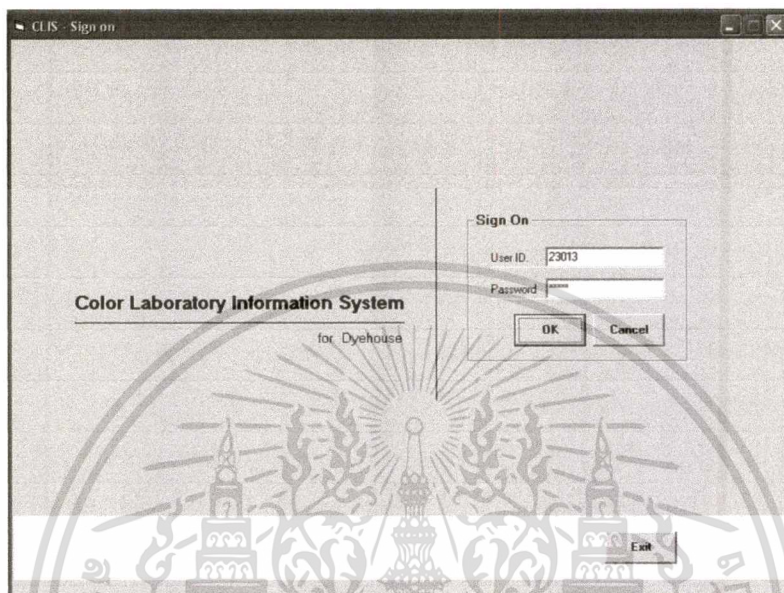 CLIS - Sign on
Sign On
User ID. 23013
Password *****
OK Cancel
Color Laboratory Information System
for Dyehouse
Exit